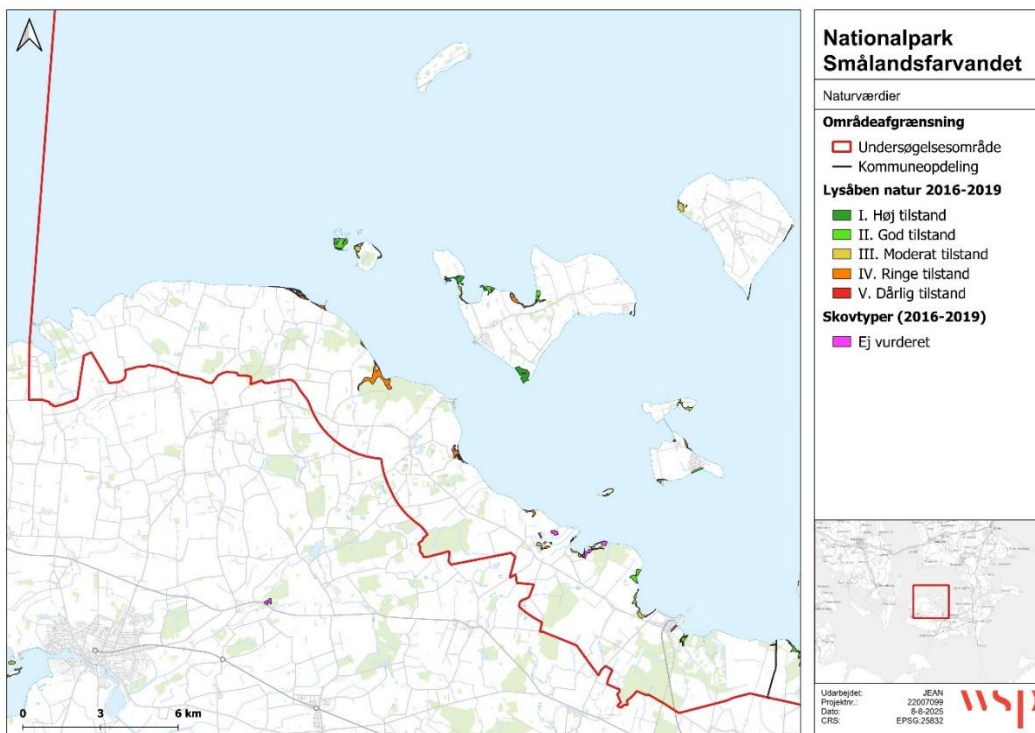 Nationalpark
Smålandsfarvandet
Naturværdier
Områdeafgrænsning
Undersøgelsesområde
Kommuneopdeling
Lysåben natur 2016-2019
I. Høj tilstand
II. God tilstand
III. Moderat tilstand
IV. Ringe tilstand
V. Dårlig tilstand
Skovtyper (2016-2019)
Ej vurderet
0 3 6 km
Udarbejdet: JEAN
Projektnr.: 22007099
Dato: 8-8-2025
CRS: EPSG:25832
wsp